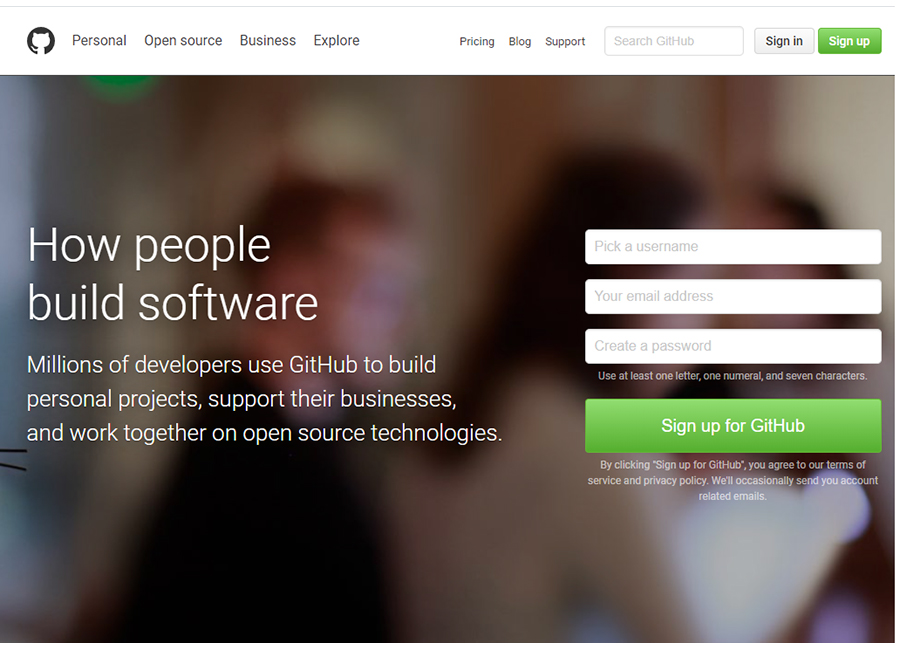 Personal Open source Business Explore Pricing Blog Support Search GitHub Sign in Sign up
How people
build software
Millions of developers use GitHub to build
personal projects, support their businesses,
and work together on open source technologies.
Pick a username
Your email address
Create a password
Use at least one letter, one numeral, and seven characters.
Sign up for GitHub
By clicking "Sign up for GitHub", you agree to our terms of
service and privacy policy. We'll occasionally send you account
related emails.